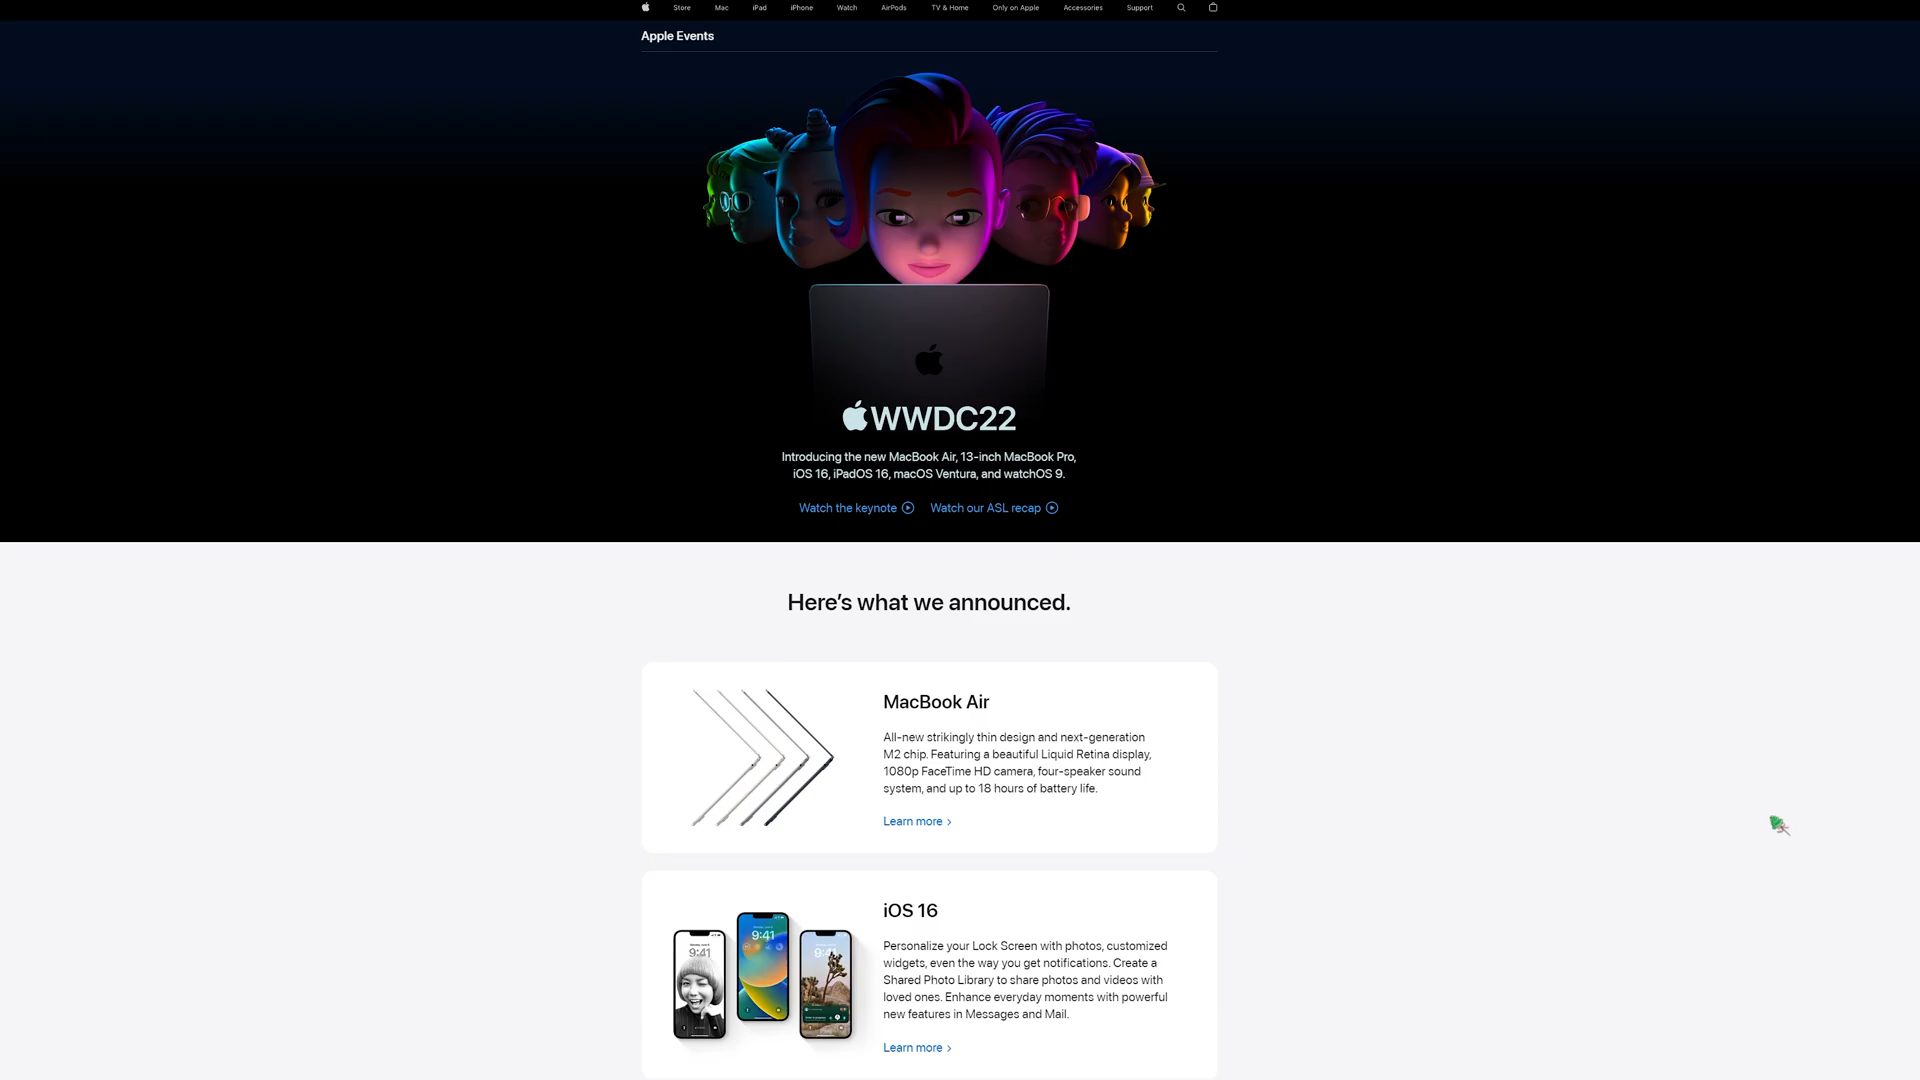 Store Mac iPad iPhone Watch AirPods TV & Home Only on Apple Accessories Support
Apple Events
WWDC22
Introducing the new MacBook Air, 13-inch MacBook Pro,
iOS 16, iPadOS 16, macOS Ventura, and watchOS 9.
Watch the keynote Watch our ASL recap
Here’s what we announced.
MacBook Air
All-new strikingly thin design and next-generation
M2 chip. Featuring a beautiful Liquid Retina display,
1080p FaceTime HD camera, four-speaker sound
system, and up to 18 hours of battery life.
Learn more
iOS 16
9:41 9:41 9:41
Personalize your Lock Screen with photos, customized
widgets, even the way you get notifications. Create a
Shared Photo Library to share photos and videos with
loved ones. Enhance everyday moments with powerful
new features in Messages and Mail.
Learn more